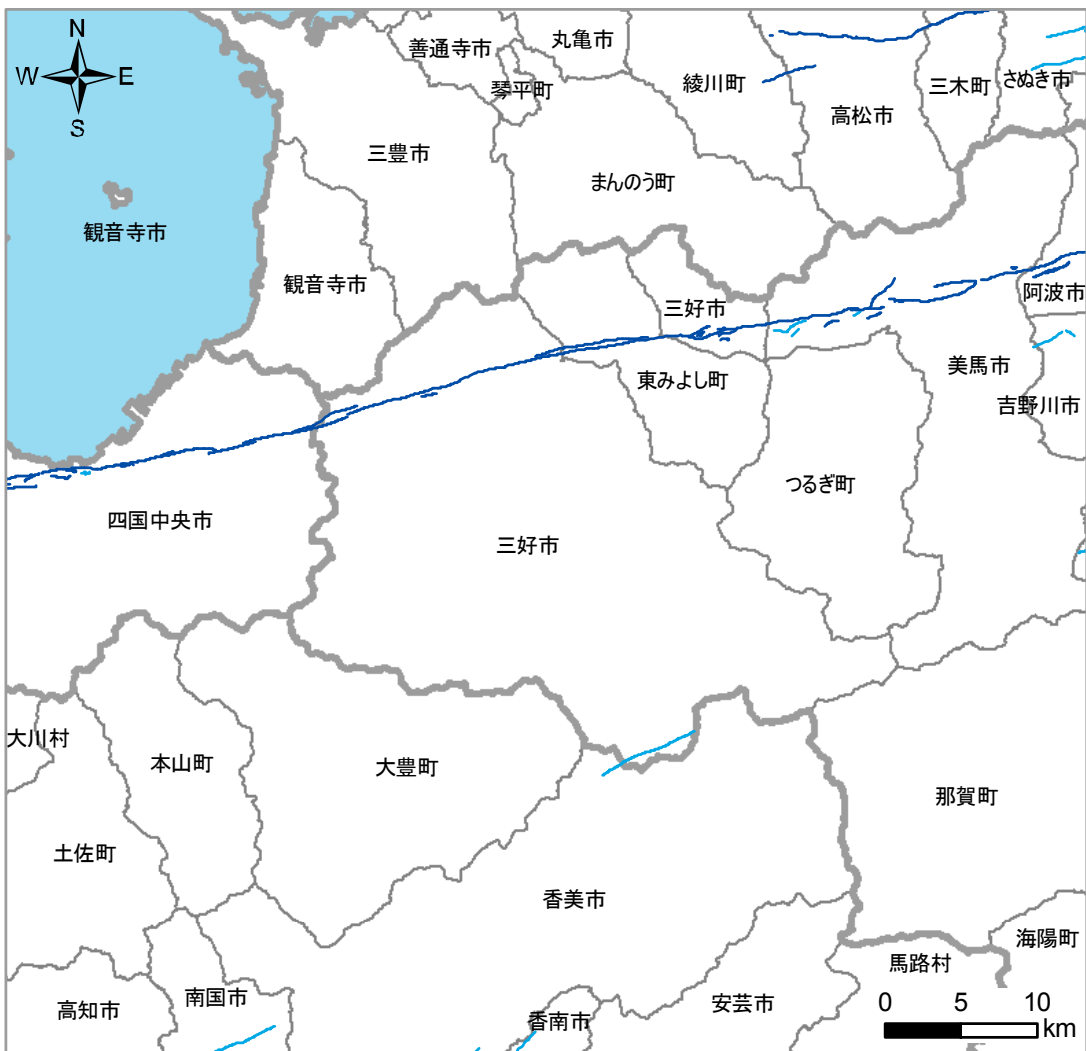 N
W
E
S
善通寺市
丸亀市
琴平町
綾川町
高松市
三木町
さぬき市
三豊市
まんのう町
観音寺市
観音寺市
三好市
阿波市
東みよし町
美馬市
吉野川市
つるぎ町
四国中央市
三好市
大川村
本山町
大豊町
那賀町
土佐町
香美市
海陽町
馬路村
高知市
南国市
香南市
安芸市
0 5 10
km